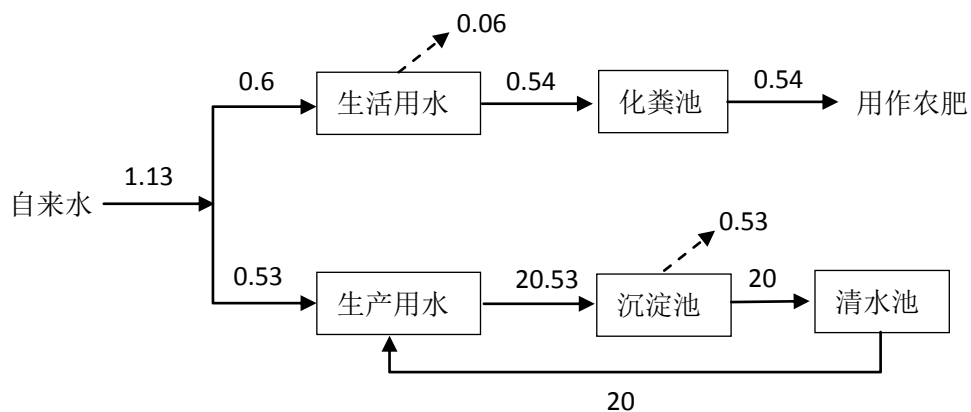 0.06
0.6
生活用水
0.54
化粪池
0.54
用作农肥
自来水
1.13
0.53
生产用水
20.53
沉淀池
0.53
20
清水池
20